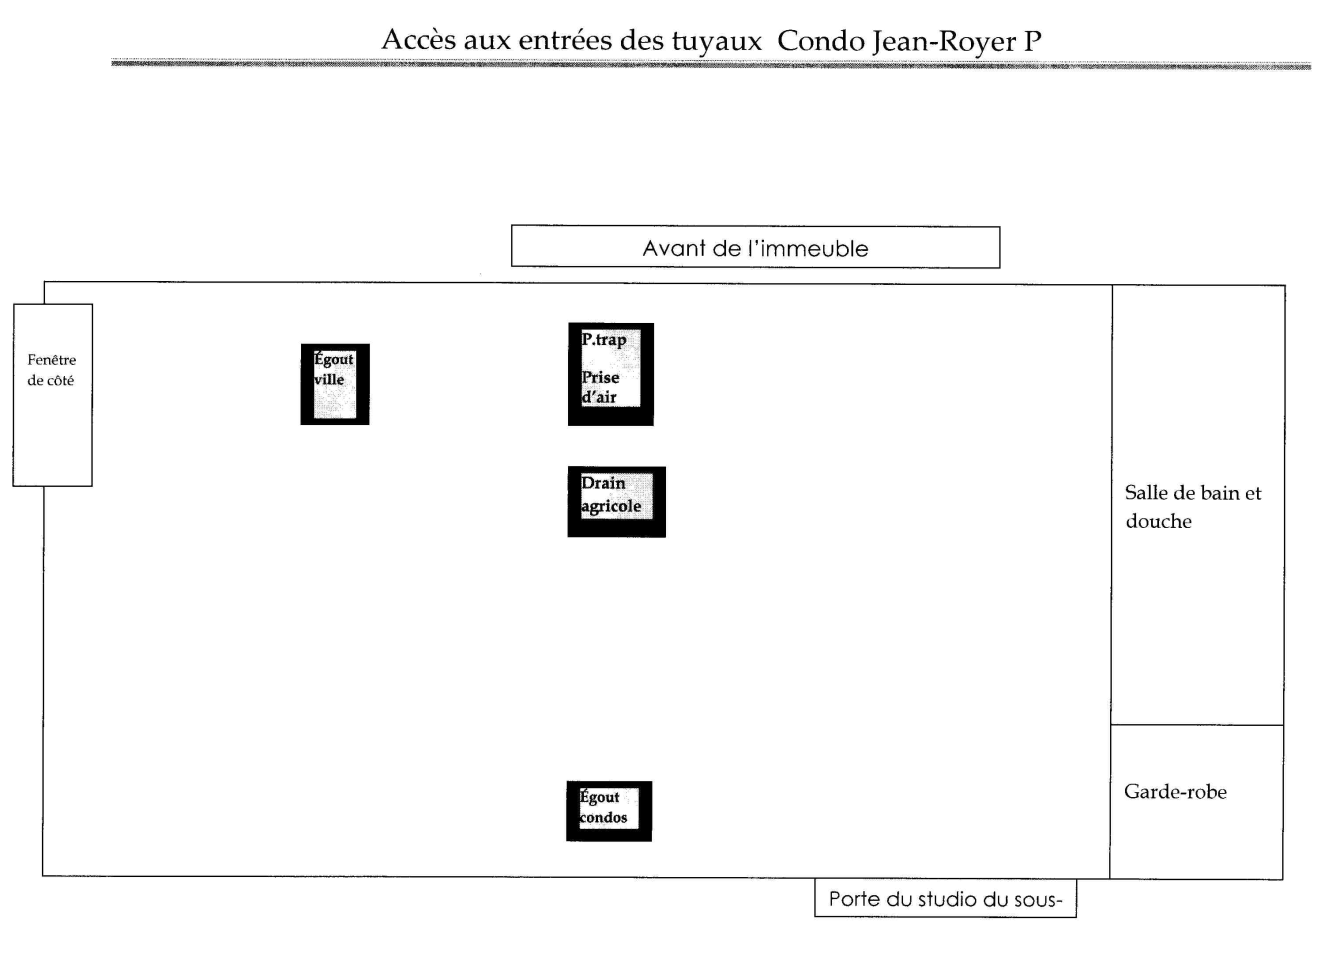 Accès aux entrées des tuyaux Condo Jean-Royer P
Avant de l'immeuble
Fenêtre
de côté
Égout
ville
P.trap
Prise
d'air
Drain
agricole
Salle de bain et
douche
Égout
condos
Garde-robe
Porte du studio du sous-